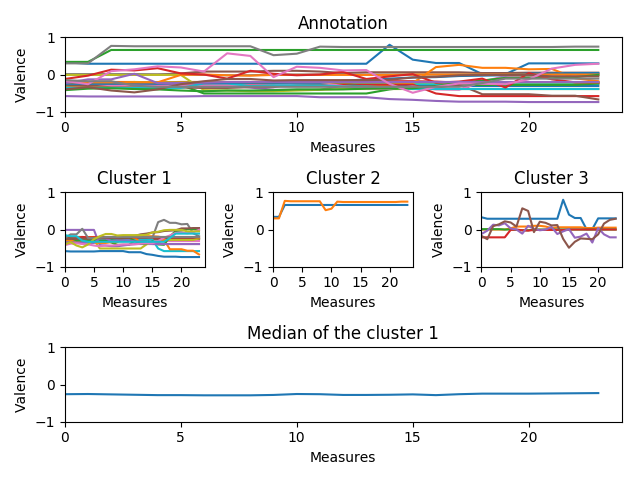 Annotation
1
0
−1
Valence
0 5 10 15 20
Measures
Cluster 1 Cluster 2 Cluster 3
1 1 1
0 0 0
−1 −1 −1
Valence Valence Valence
0 5 10 15 20 0 5 10 15 20 0 5 10 15 20
Measures Measures Measures
Median of the cluster 1
1
0
−1
Valence
0 5 10 15 20
Measures